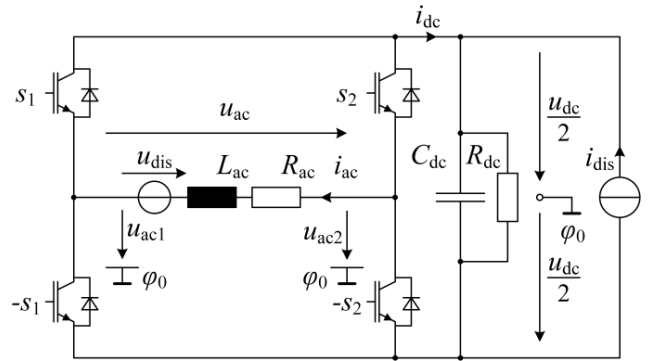 i_dc
s_1
s_2
u_ac
u_dc
2
u_dis
L_ac
R_ac
i_ac
C_dc
R_dc
i_dis
u_ac1
u_ac2
φ_0
φ_0
φ_0
u_dc
2
-s_1
-s_2